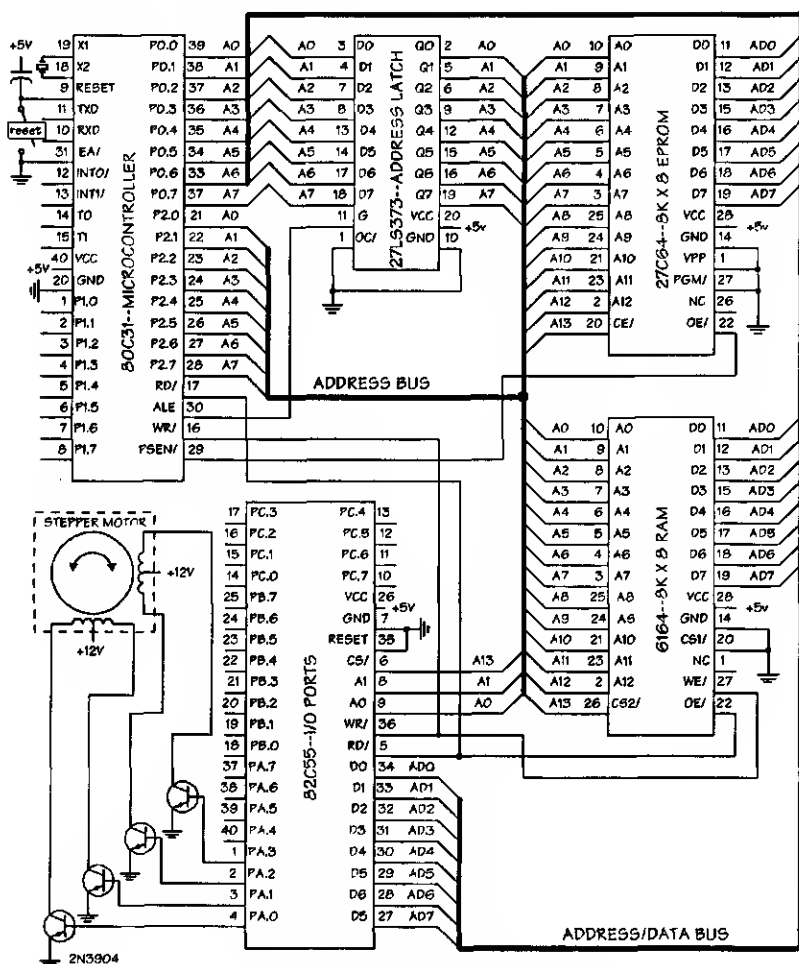 +5V
19 X1 P0.0 39 A0
18 X2 P0.1 38 A1
9 RESET P0.2 37 A2
11 TXD P0.3 36 A3
reset
10 RXD P0.4 35 A4
31 EA/ P0.5 34 A5
12 INT0/ P0.6 33 A6
13 INT1/ P0.7 37 A7
14 T0 P2.0 21 A0
15 T1 P2.1 22 A1
40 VCC P2.2 23 A2
+5V
20 GND P2.3 24 A3
1 P1.0 P2.4 25 A4
2 P1.1 P2.5 26 A5
3 P1.2 P2.6 27 A6
4 P1.3 P2.7 28 A7
5 P1.4 RD/ 17
6 P1.5 ALE 30
7 P1.6 WR/ 16
8 P1.7 PSEN/ 29
80C31--MICROCONTROLLER
A0 3 D0 Q0 2 A0
A1 4 D1 Q1 5 A1
A2 7 D2 Q2 6 A2
A3 8 D3 Q3 9 A3
A4 13 D4 Q4 12 A4
A5 14 D5 Q5 15 A5
A6 17 D6 Q6 16 A6
A7 18 D7 Q7 19 A7
11 G VCC 20
+5v
1 OC/ GND 10
27LS373--ADDRESS LATCH
A0 10 A0 D0 11 AD0
A1 9 A1 D1 12 AD1
A2 8 A2 D2 13 AD2
A3 7 A3 D3 15 AD3
A4 6 A4 D4 16 AD4
A5 5 A5 D5 17 AD5
A6 4 A6 D6 18 AD6
A7 3 A7 D7 19 AD7
A8 25 A8 VCC 28
+5v
A9 24 A9 GND 14
A10 21 A10 VPP 1
A11 23 A11 PGM/ 27
A12 2 A12 NC 26
A13 20 CE/ OE/ 22
27C64--8K X 8 EPROM
ADDRESS BUS
A0 10 A0 D0 11 AD0
A1 9 A1 D1 12 AD1
A2 8 A2 D2 13 AD2
A3 7 A3 D3 15 AD3
A4 6 A4 D4 16 AD4
A5 5 A5 D5 17 AD5
A6 4 A6 D6 18 AD6
A7 3 A7 D7 19 AD7
A8 25 A8 VCC 28
+5v
A9 24 A6 GND 14
A10 21 A10 CS1/ 20
A11 23 A11 NC 1
A12 2 A12 WE/ 27
A13 26 CS2/ OE/ 22
6164--8K X 8 RAM
STEPPER MOTOR
+12V
+12V
17 PC.3 PC.4 13
16 PC.2 PC.5 12
15 PC.1 PC.6 11
14 PC.0 PC.7 10
25 PB.7 VCC 26
+5V
24 PB.6 GND 7
23 PB.5 RESET 35
22 PB.4 CS/ 6 A13
21 PB.3 A1 8 A1
20 PB.2 A0 9 A0
19 PB.1 WR/ 36
18 PB.0 RD/ 5
37 PA.7 D0 34 AD0
38 PA.6 D1 33 AD1
39 PA.5 D2 32 AD2
40 PA.4 D3 31 AD3
1 PA.3 D4 30 AD4
2 PA.2 D5 29 AD5
3 PA.1 D6 28 AD6
4 PA.0 D5 27 AD7
82C55--I/O PORTS
2N3904
ADDRESS/DATA BUS